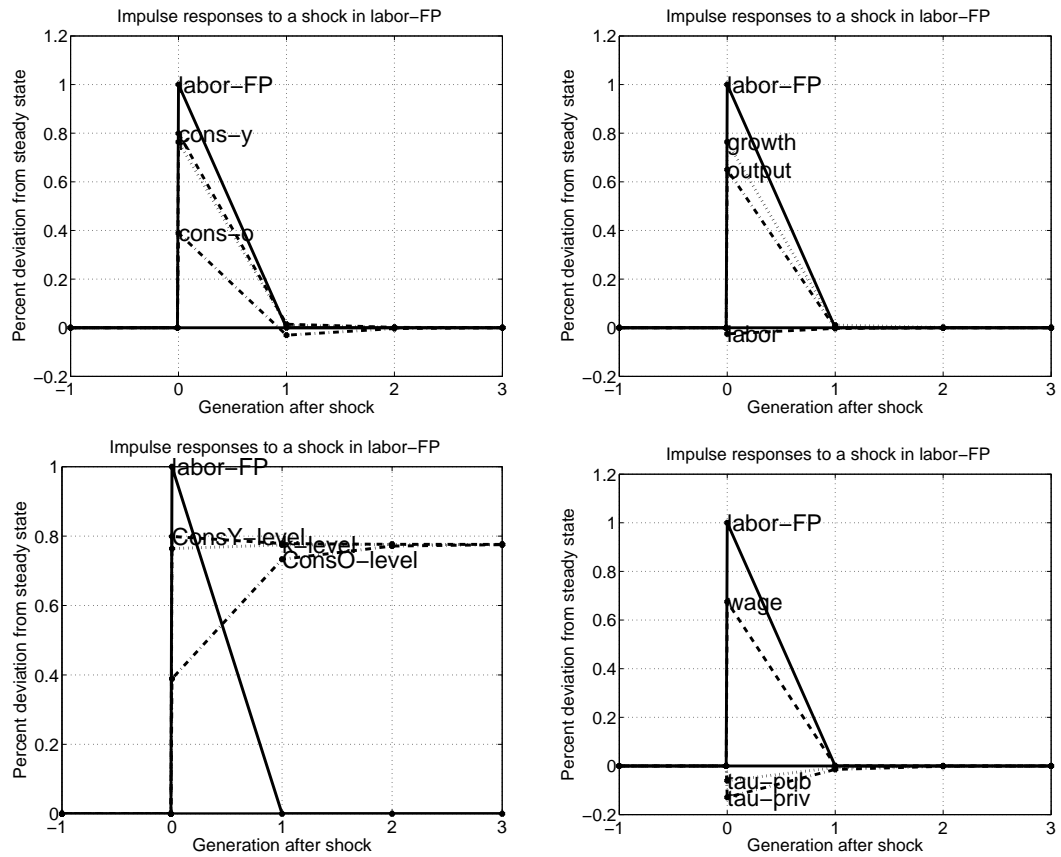 Impulse responses to a shock in labor−FP
Percent deviation from steady state
1.2
1
0.8
0.6
0.4
0.2
0
−0.2
labor−FP
cons−y
cons−o
−1
0
1
2
3
Generation after shock
Impulse responses to a shock in labor−FP
Percent deviation from steady state
1.2
1
0.8
0.6
0.4
0.2
0
−0.2
labor−FP
growth
output
labor
−1
0
1
2
3
Generation after shock
Impulse responses to a shock in labor−FP
Percent deviation from steady state
1
0.8
0.6
0.4
0.2
0
labor−FP
ConsY−level
K−level
ConsO−level
−1
0
1
2
3
Generation after shock
Impulse responses to a shock in labor−FP
Percent deviation from steady state
1.2
1
0.8
0.6
0.4
0.2
0
−0.2
labor−FP
wage
tau−pub
tau−priv
−1
0
1
2
3
Generation after shock